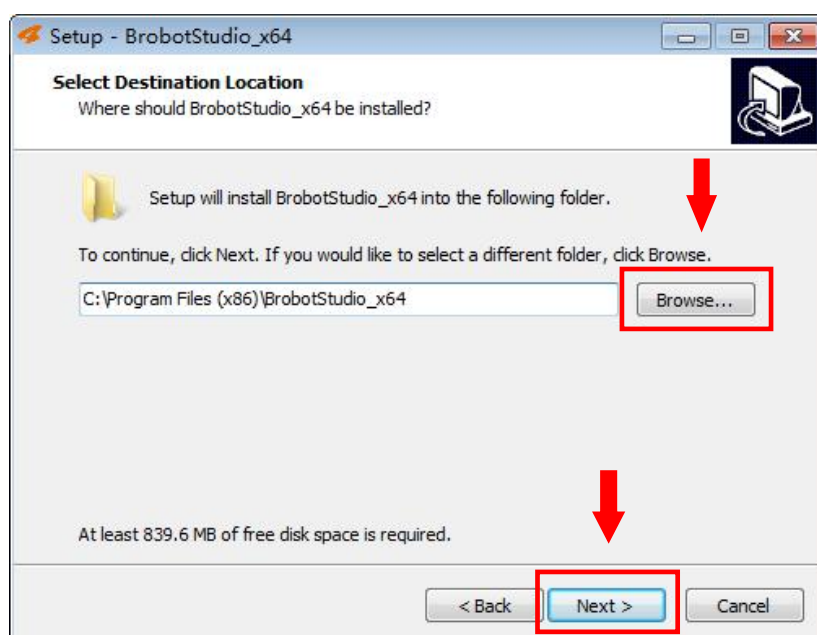 Setup - BrobotStudio_x64
Select Destination Location
Where should BrobotStudio_x64 be installed?
Setup will install BrobotStudio_x64 into the following folder.
To continue, click Next. If you would like to select a different folder, click Browse.
C:\Program Files (x86)\BrobotStudio_x64
Browse...
At least 839.6 MB of free disk space is required.
< Back
Next >
Cancel